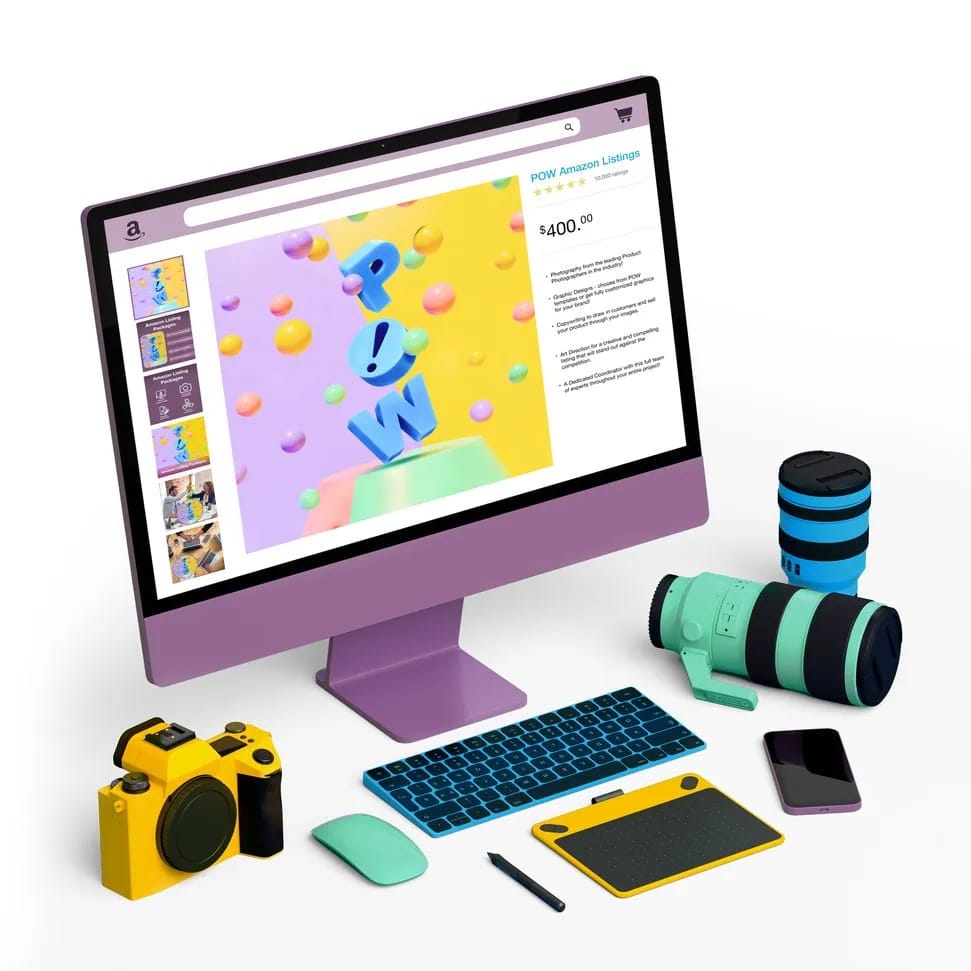 a
POW Amazon Listings
10,000 ratings
$400.00
• Photography from the leading Product
Photographers in the industry!
• Graphic Designs - choose from POW
templates or get fully customized graphics
for your brand!
• Copywriting to draw in customers and sell
your product through your images.
• Art Direction for a creative and compelling
listing that will stand out against the
competition.
• A Dedicated Coordinator with this full team
of experts throughout your entire project!
P
O!
W
Amazon Listing
Packages
Amazon Listing
Packages
Amazon Listing Packages